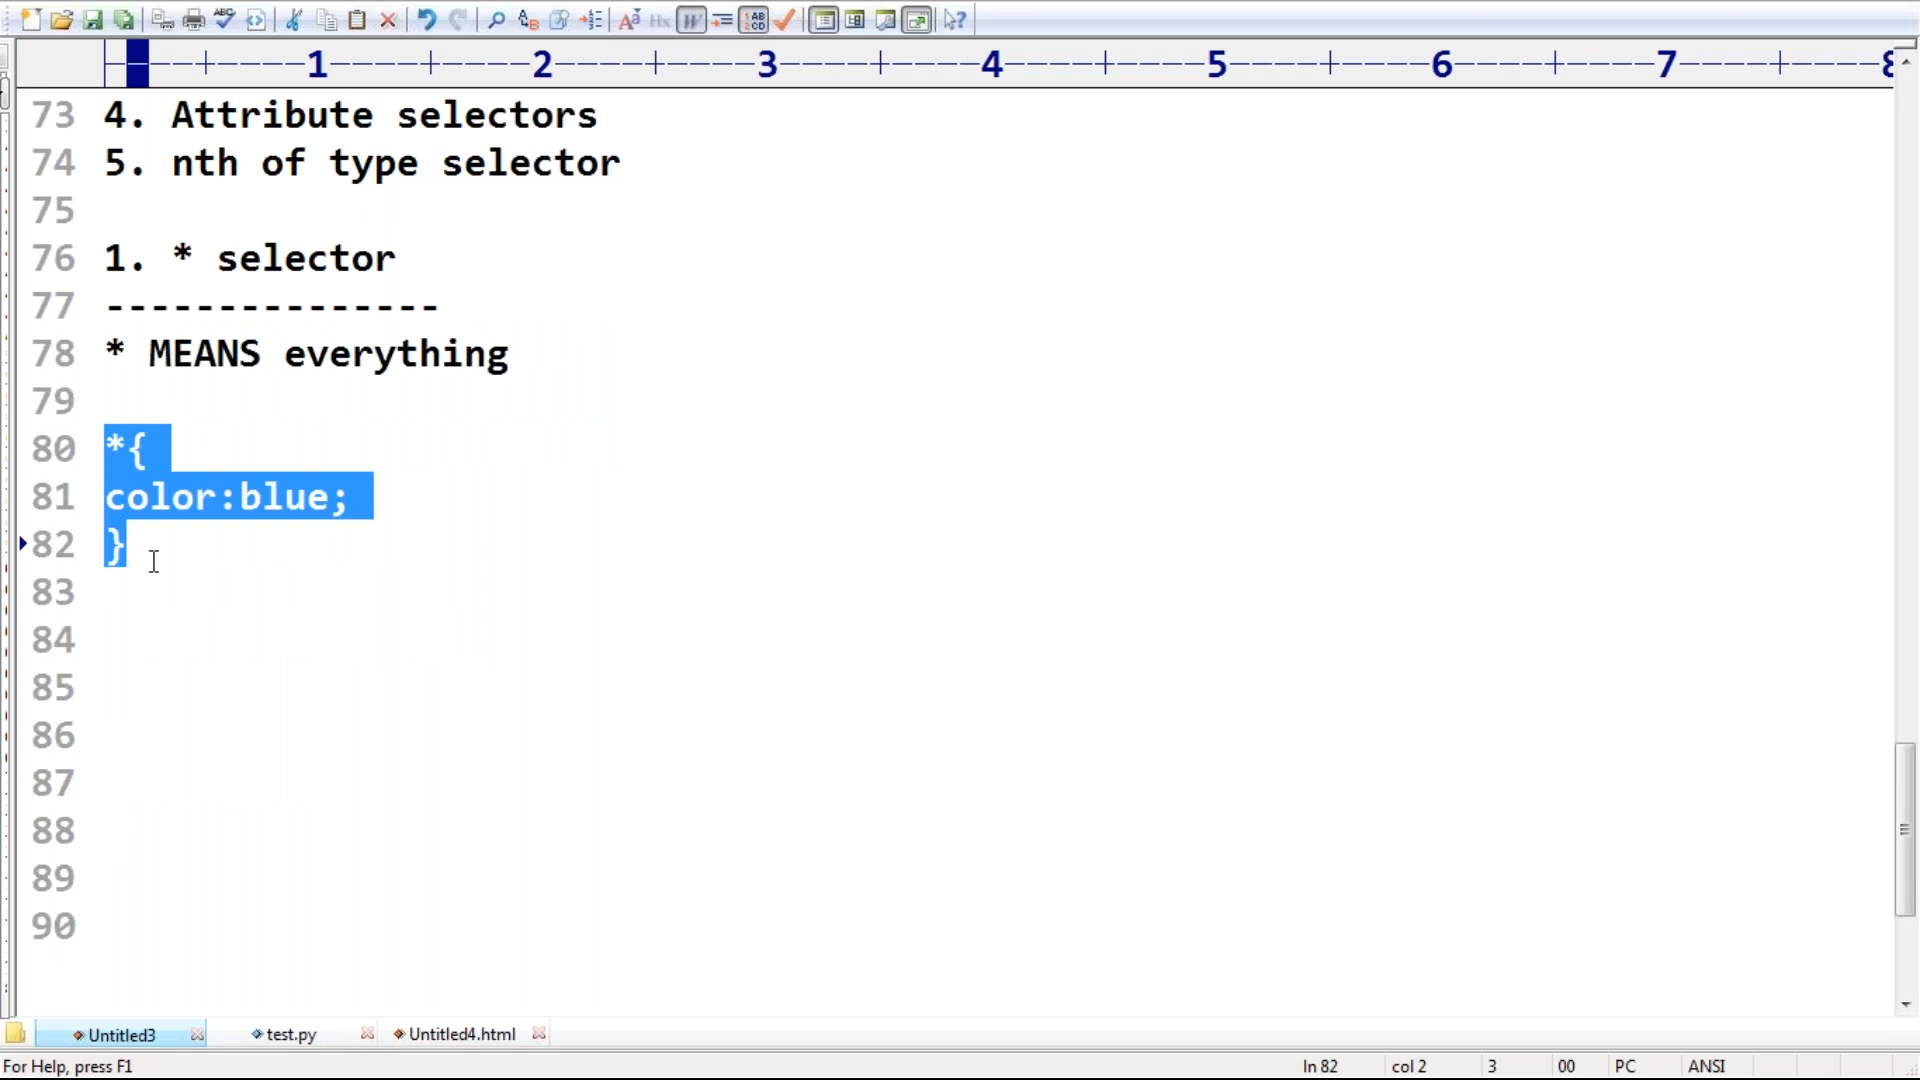 1 2 3 4 5 6 7 8
73 4. Attribute selectors
74 5. nth of type selector
75
76 1. * selector
77 ---------------
78 * MEANS everything
79
80 *{
81 color:blue;
82 }
83
84
85
86
87
88
89
90
Untitled3 test.py Untitled4.html
For Help, press F1 ln 82 col 2 3 00 PC ANSI